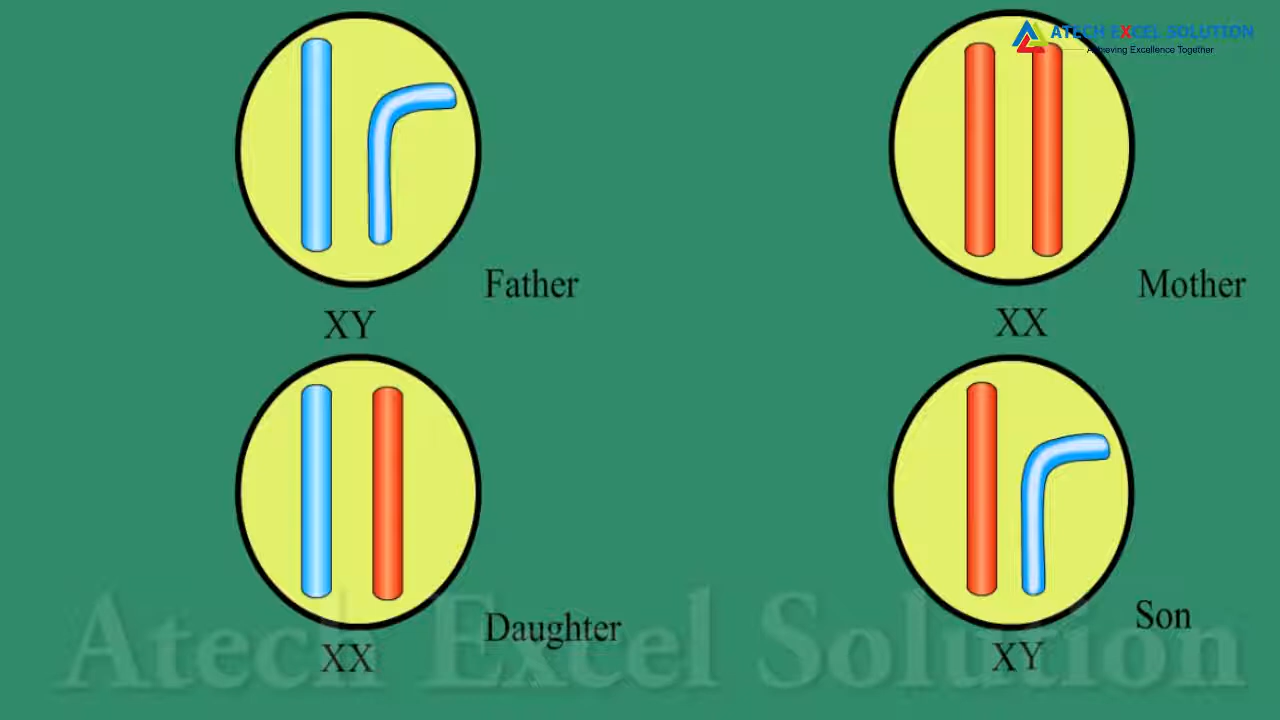 ATECH EXCEL SOLUTION
Achieving Excellence Together
Father
Mother
XY
XX
Daughter
Son
XX
XY
Atech Excel Solution